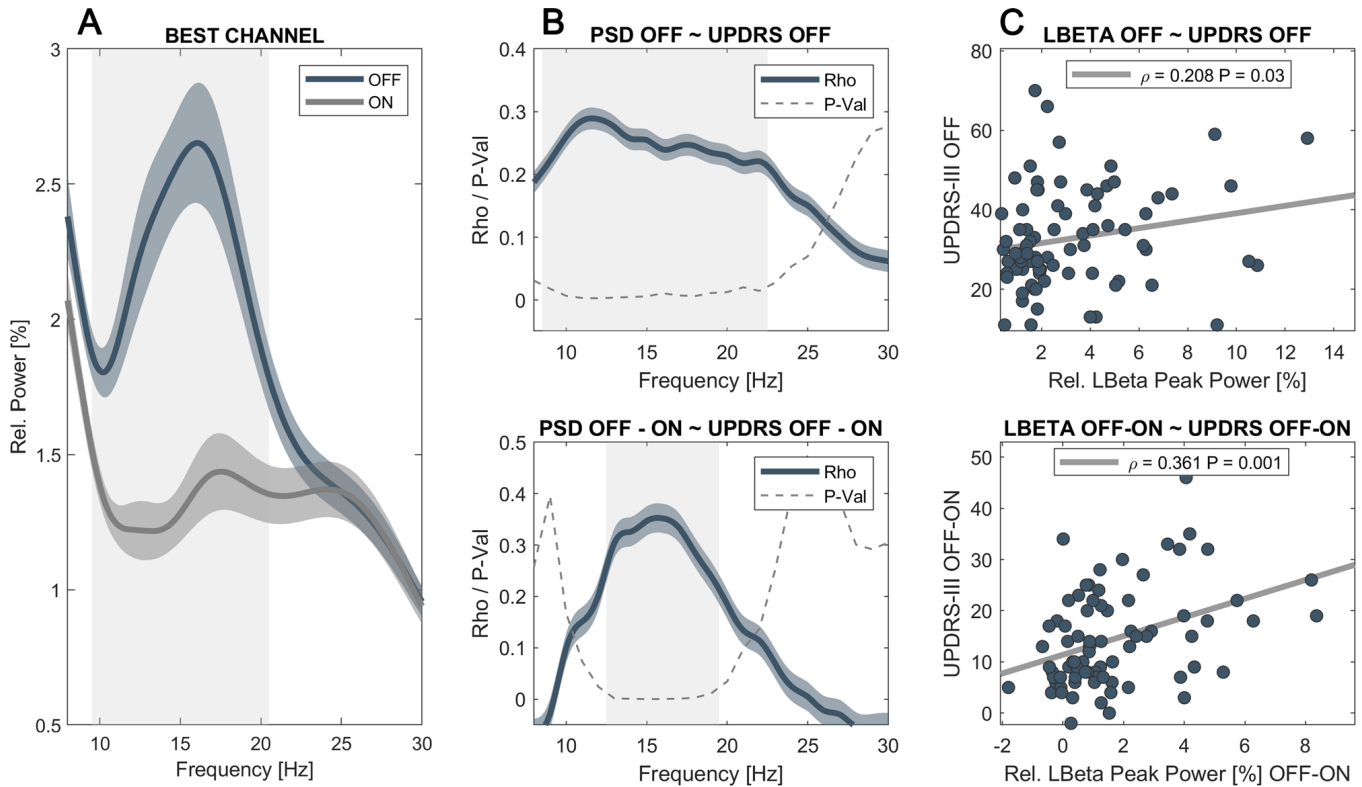 A
BEST CHANNEL
OFF
ON
3
2.5
2
1.5
1
0.5
Rel. Power [%]
10 15 20 25 30
Frequency [Hz]
B
PSD OFF ~ UPDRS OFF
Rho
P-Val
0.4
0.3
0.2
0.1
0
Rho / P-Val
10 15 20 25 30
Frequency [Hz]
PSD OFF - ON ~ UPDRS OFF - ON
Rho
P-Val
0.5
0.4
0.3
0.2
0.1
0
Rho / P-Val
10 15 20 25 30
Frequency [Hz]
C
LBETA OFF ~ UPDRS OFF
ρ = 0.208 P = 0.03
80
60
40
20
UPDRS-III OFF
2 4 6 8 10 12 14
Rel. LBeta Peak Power [%]
LBETA OFF-ON ~ UPDRS OFF-ON
ρ = 0.361 P = 0.001
50
40
30
20
10
0
UPDRS-III OFF-ON
-2 0 2 4 6 8
Rel. LBeta Peak Power [%] OFF-ON